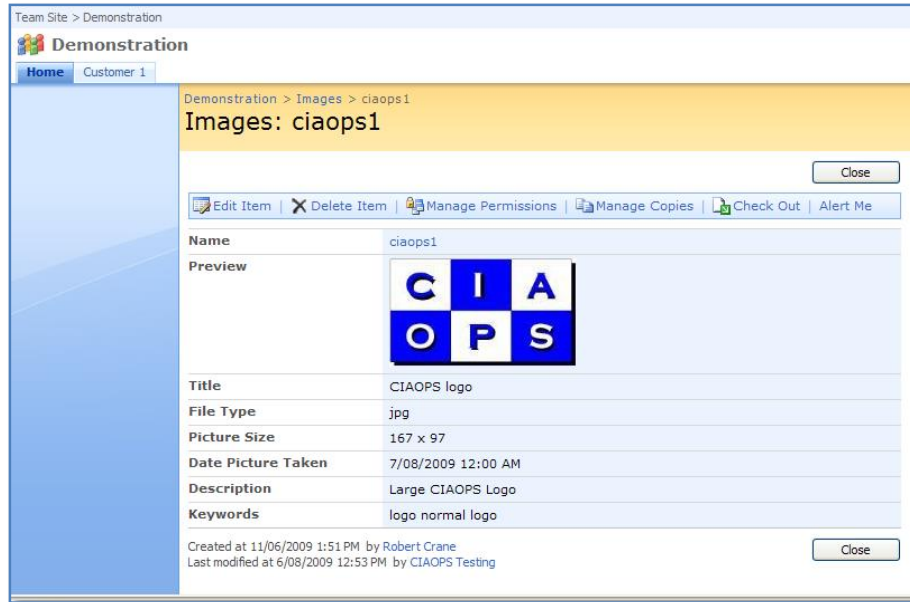 Team Site > Demonstration
Demonstration
Home Customer 1
Demonstration > Images > ciaops1
Images: ciaops1
Close
Edit Item | Delete Item | Manage Permissions | Manage Copies | Check Out | Alert Me
Name ciaops1
Preview
C I A
O P S
Title CIAOPS logo
File Type jpg
Picture Size 167 x 97
Date Picture Taken 7/08/2009 12:00 AM
Description Large CIAOPS Logo
Keywords logo normal logo
Created at 11/06/2009 1:51 PM by Robert Crane
Last modified at 6/08/2009 12:53 PM by CIAOPS Testing
Close